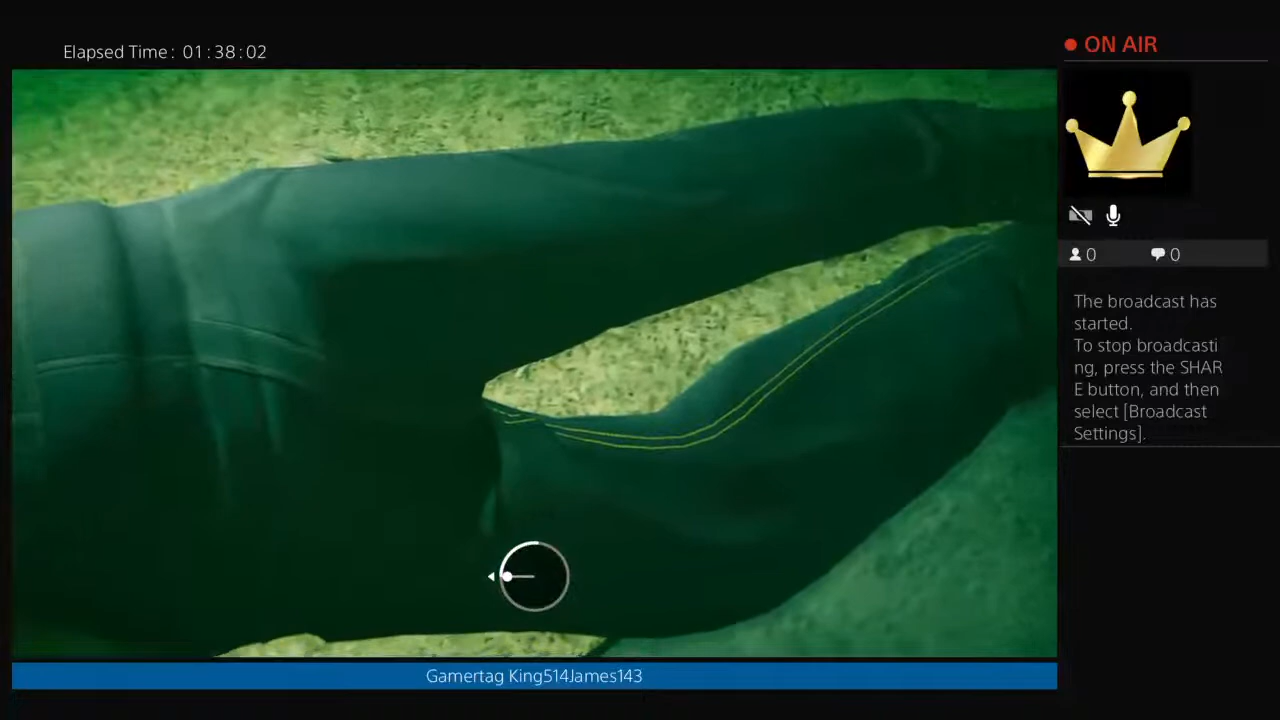 Elapsed Time: 01:38:02
ON AIR
0 0
The broadcast has
started.
To stop broadcasti
ng, press the SHAR
E button, and then
select [Broadcast
Settings].
Gamertag King514James143